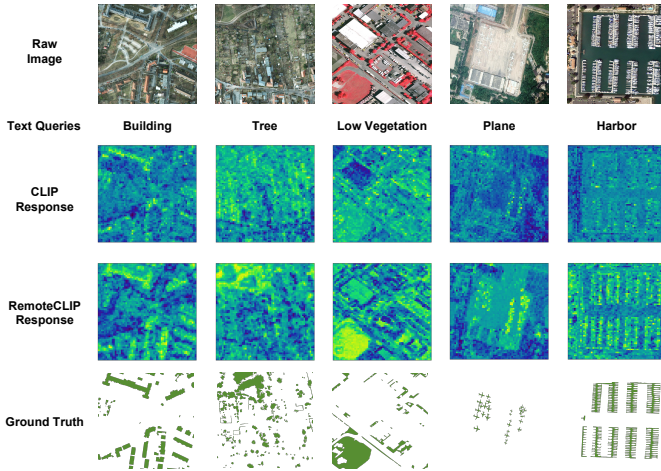 Raw
Image
Text Queries Building Tree Low Vegetation Plane Harbor
CLIP
Response
RemoteCLIP
Response
Ground Truth